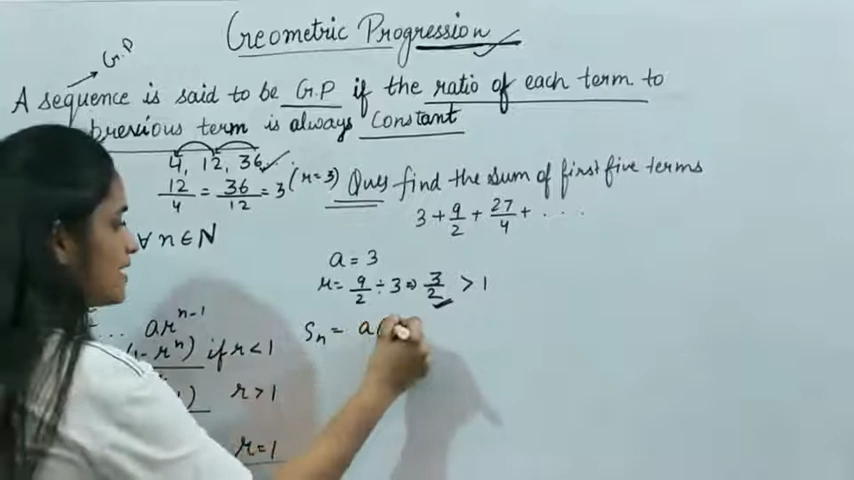 Geometric Progression
G.P
A sequence is said to be G.P if the ratio of each term to
previous term is always constant
4, 12, 36
12/4 = 36/12 = 3 (r = 3)
Ques find the sum of first five terms
3 + 9/2 + 27/4 + . . .
∀ n ∈ N
a = 3
r = 9/2 ÷ 3 ⇒ 3/2 > 1
... ar^n-1
- r^n) if r < 1
Sn = a(
) r > 1
r = 1